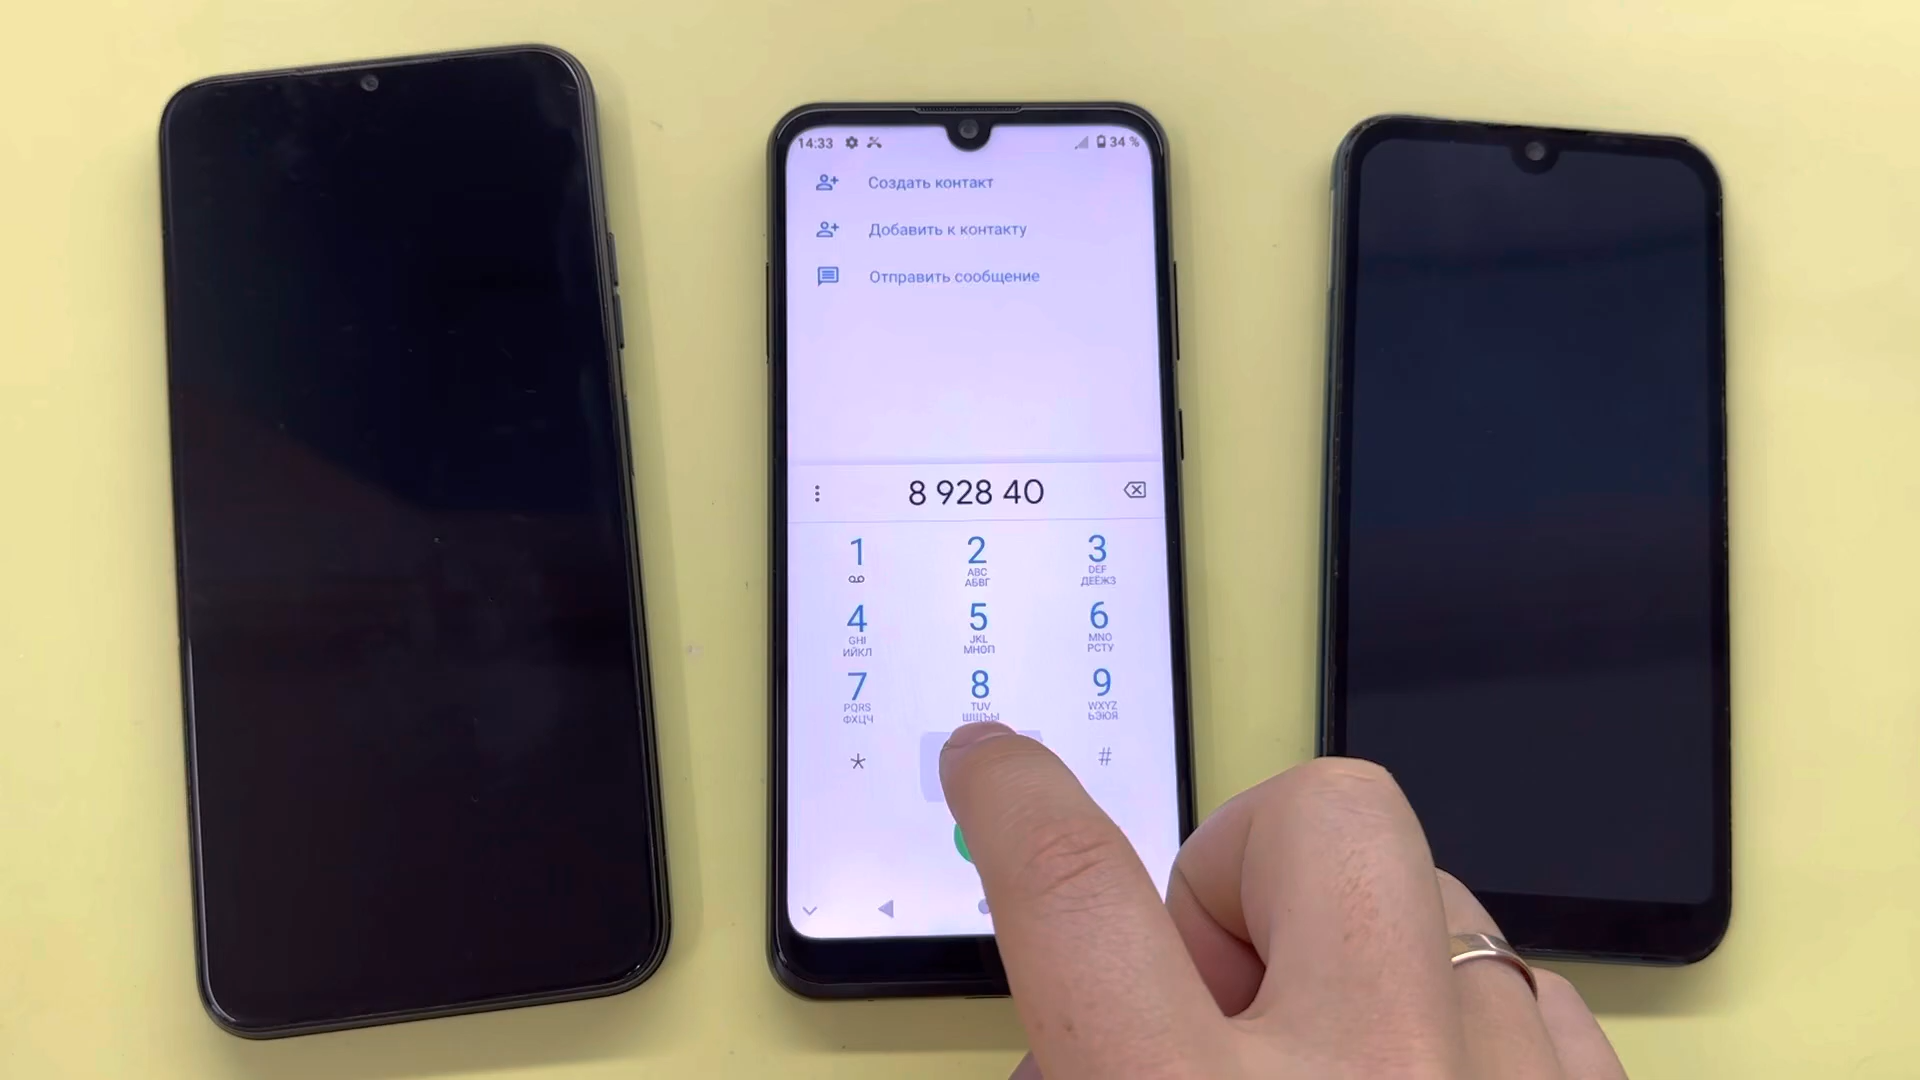 14:33 34 %
Создать контакт
Добавить к контакту
Отправить сообщение
8 928 40
1 2 3
ABC DEF
АБВГ ДЕЁЖЗ
4 5 6
GHI JKL MNO
ИЙКЛ МНОП РСТУ
7 8 9
PQRS TUV WXYZ
ФХЦЧ ШЩЪЫ ЬЭЮЯ
* #